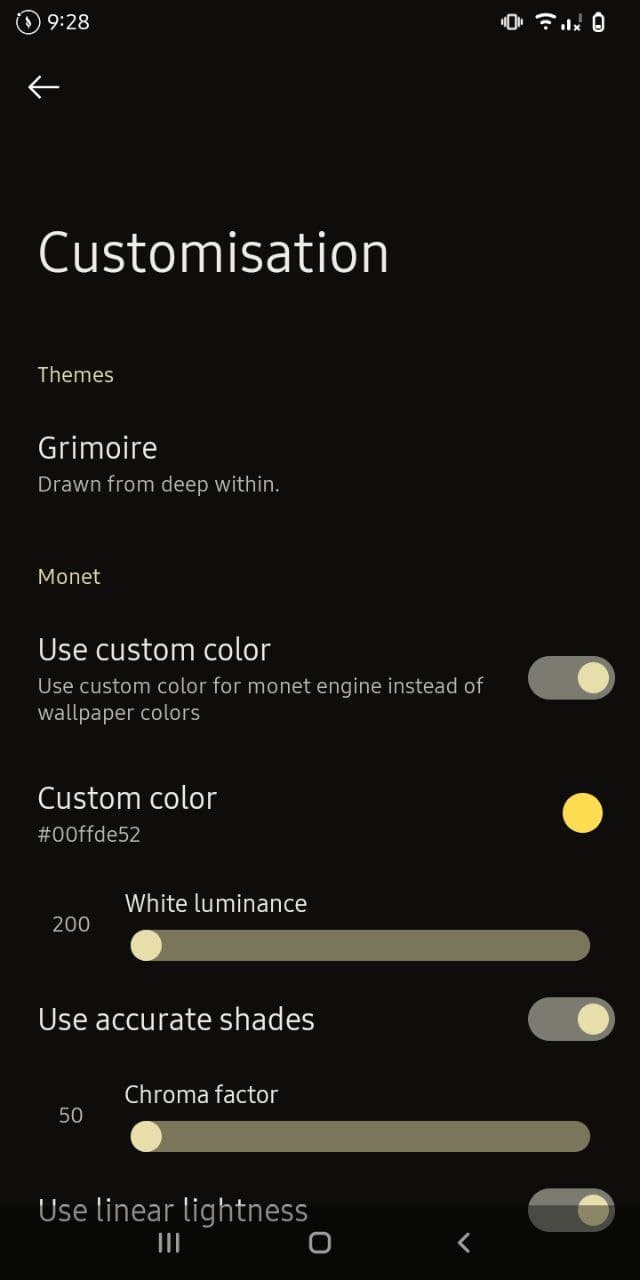 9:28
Customisation
Themes
Grimoire
Drawn from deep within.
Monet
Use custom color
Use custom color for monet engine instead of
wallpaper colors
Custom color
#00ffde52
White luminance
200
Use accurate shades
Chroma factor
50
Use linear lightness